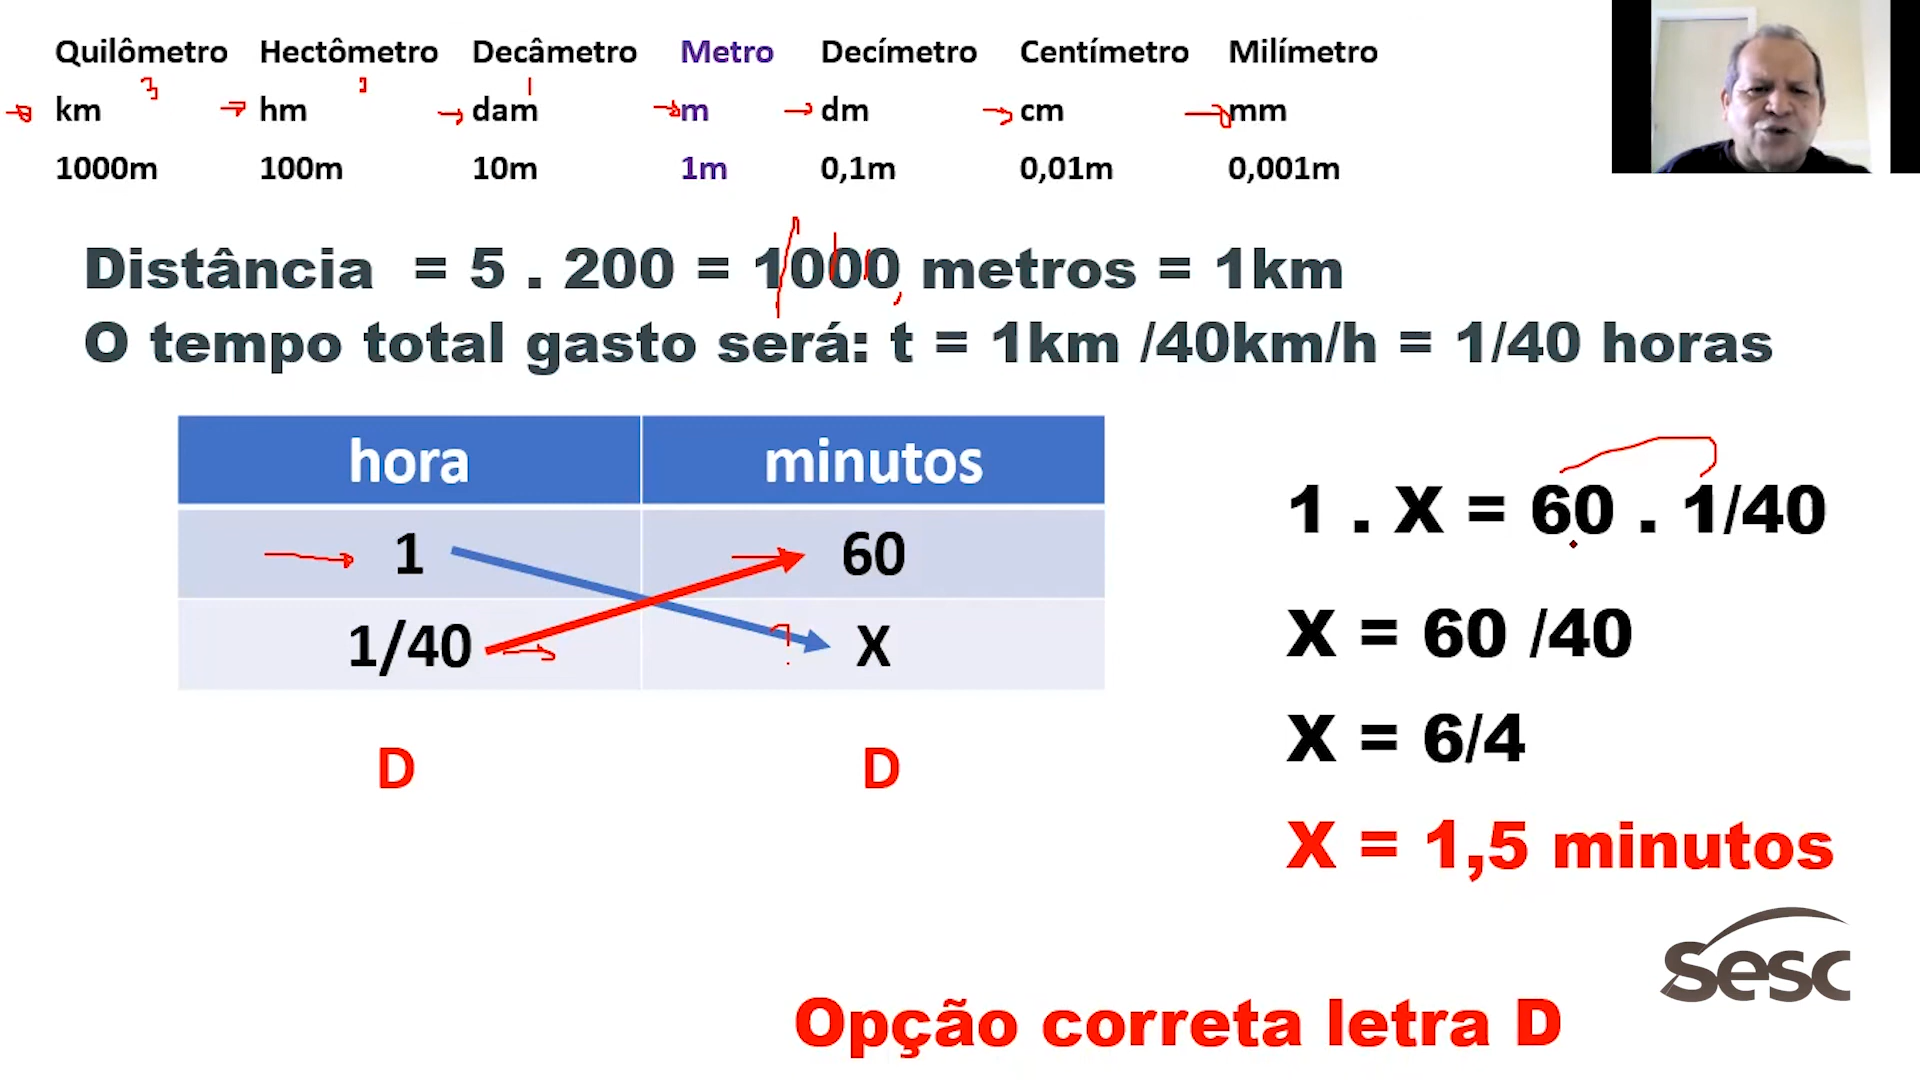 Quilômetro Hectômetro Decâmetro Metro Decímetro Centímetro Milímetro
km hm dam m dm cm mm
1000m 100m 10m 1m 0,1m 0,01m 0,001m
Distância = 5 . 200 = 1000 metros = 1km
O tempo total gasto será: t = 1km /40km/h = 1/40 horas
hora minutos
1 60
1/40 X
D D
1 . X = 60 . 1/40
X = 60 /40
X = 6/4
X = 1,5 minutos
Sesc
Opção correta letra D